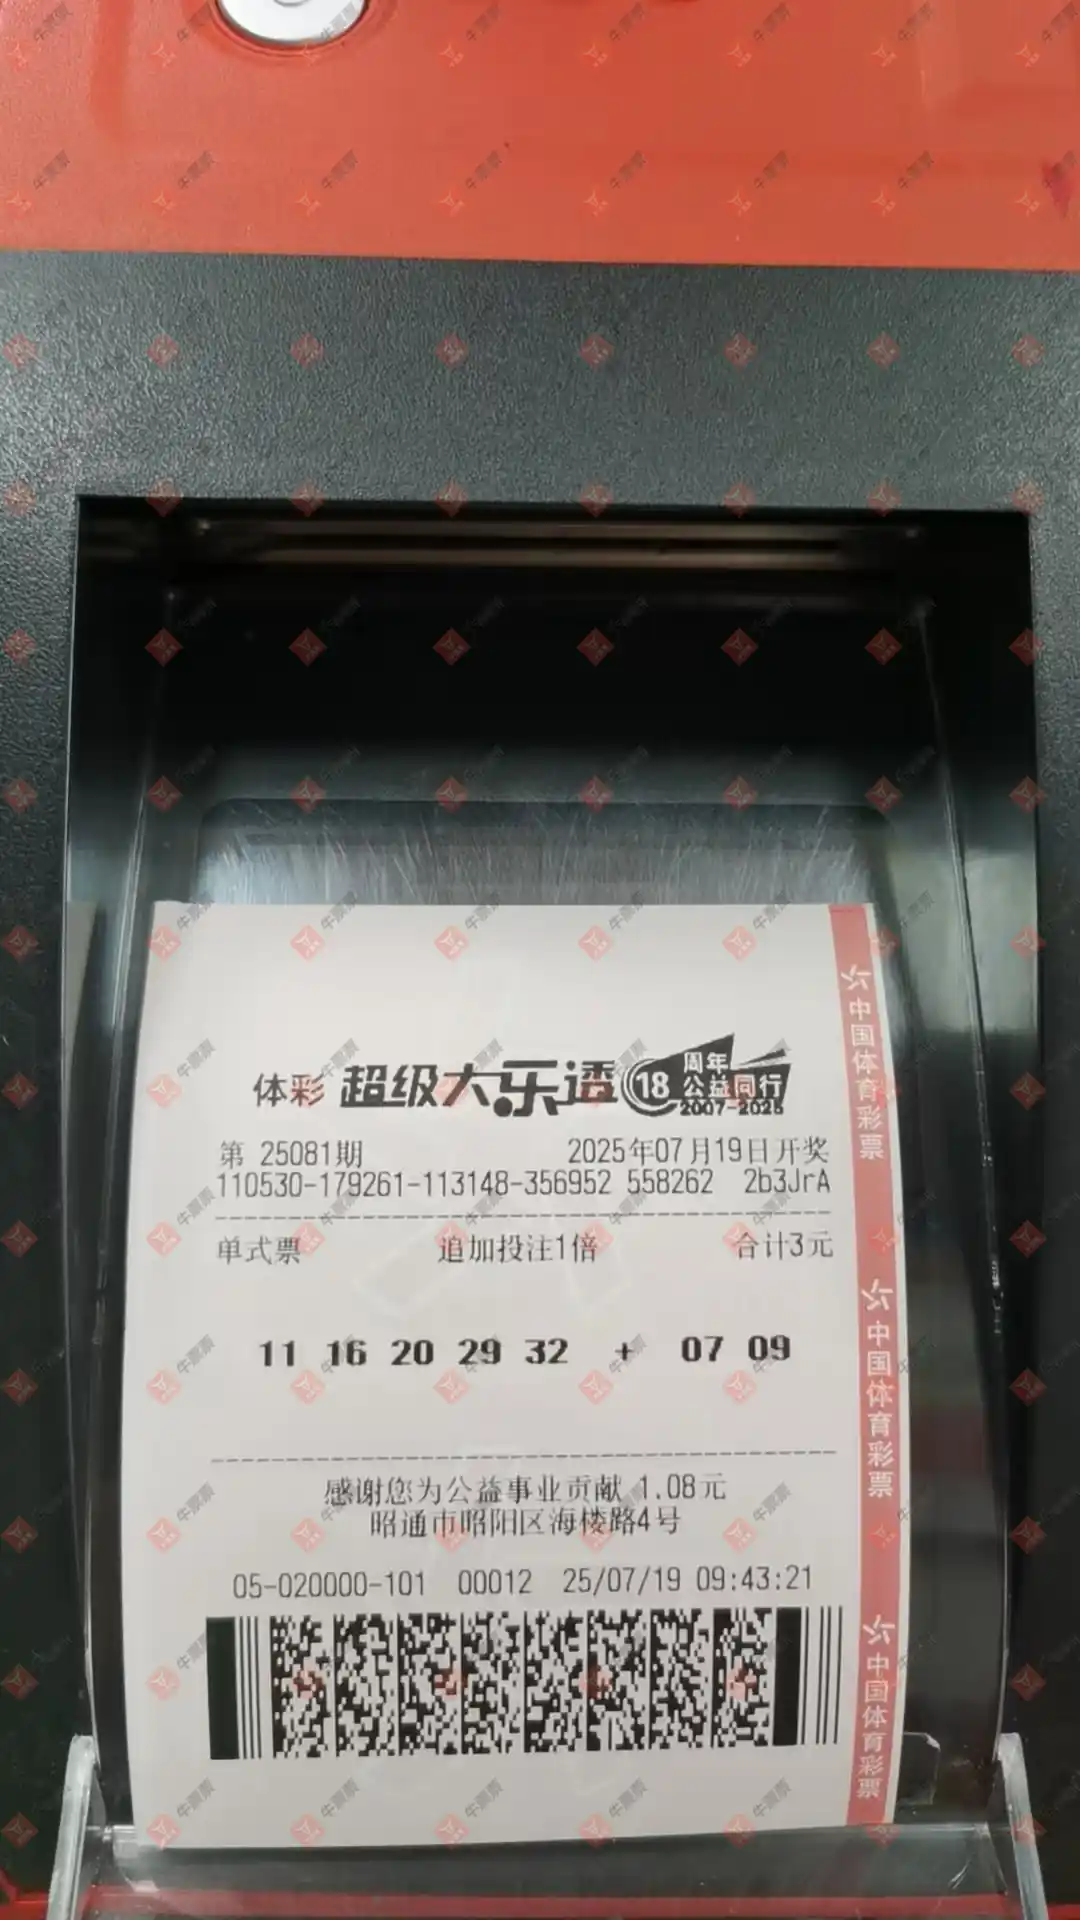 体彩 超级大乐透 18 周年 公益同行 2007-2025
第 25081期 2025年07月19日开奖
110530-179261-113148-356952 558262 2b3JrA
单式票 追加投注1倍 合计3元
11 16 20 29 32 + 07 09
感谢您为公益事业贡献 1.08元
昭通市昭阳区海楼路4号
05-020000-101 00012 25/07/19 09:43:21
中国体育彩票
中国体育彩票
中国体育彩票
牛票票